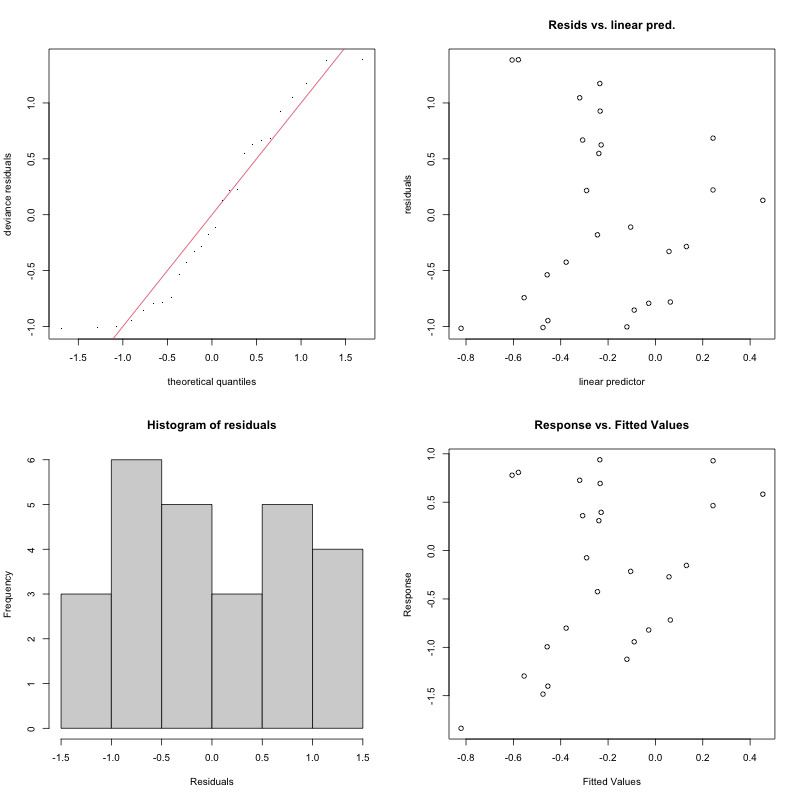 deviance residuals
1.0
0.5
0.0
-0.5
-1.0
-1.5 -1.0 -0.5 0.0 0.5 1.0 1.5
theoretical quantiles
Resids vs. linear pred.
residuals
1.0
0.5
0.0
-0.5
-1.0
-0.8 -0.6 -0.4 -0.2 0.0 0.2 0.4
linear predictor
Histogram of residuals
Frequency
6
5
4
3
2
1
0
-1.5 -1.0 -0.5 0.0 0.5 1.0 1.5
Residuals
Response vs. Fitted Values
Response
1.0
0.5
0.0
-0.5
-1.0
-1.5
-0.8 -0.6 -0.4 -0.2 0.0 0.2 0.4
Fitted Values